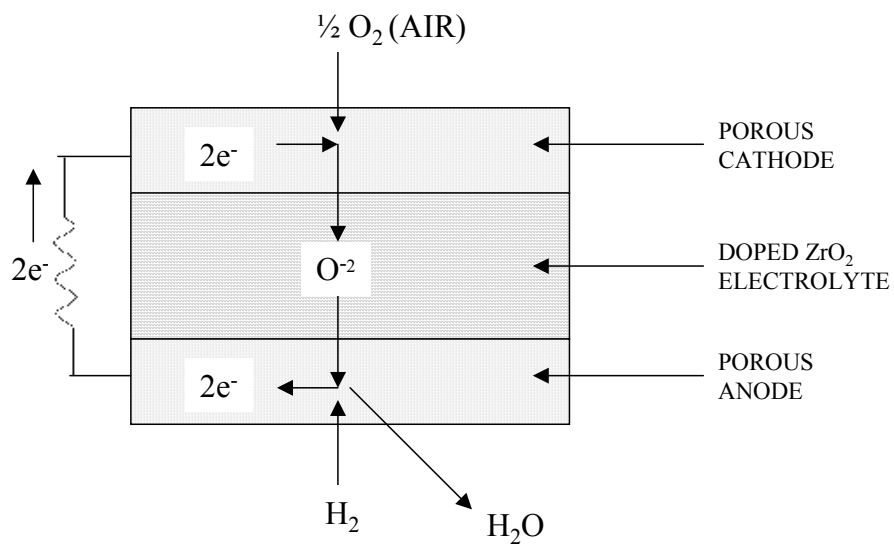 ½ O₂ (AIR)
2e⁻
POROUS
CATHODE
2e⁻
O⁻²
DOPED ZrO₂
ELECTROLYTE
2e⁻
POROUS
ANODE
H₂
H₂O